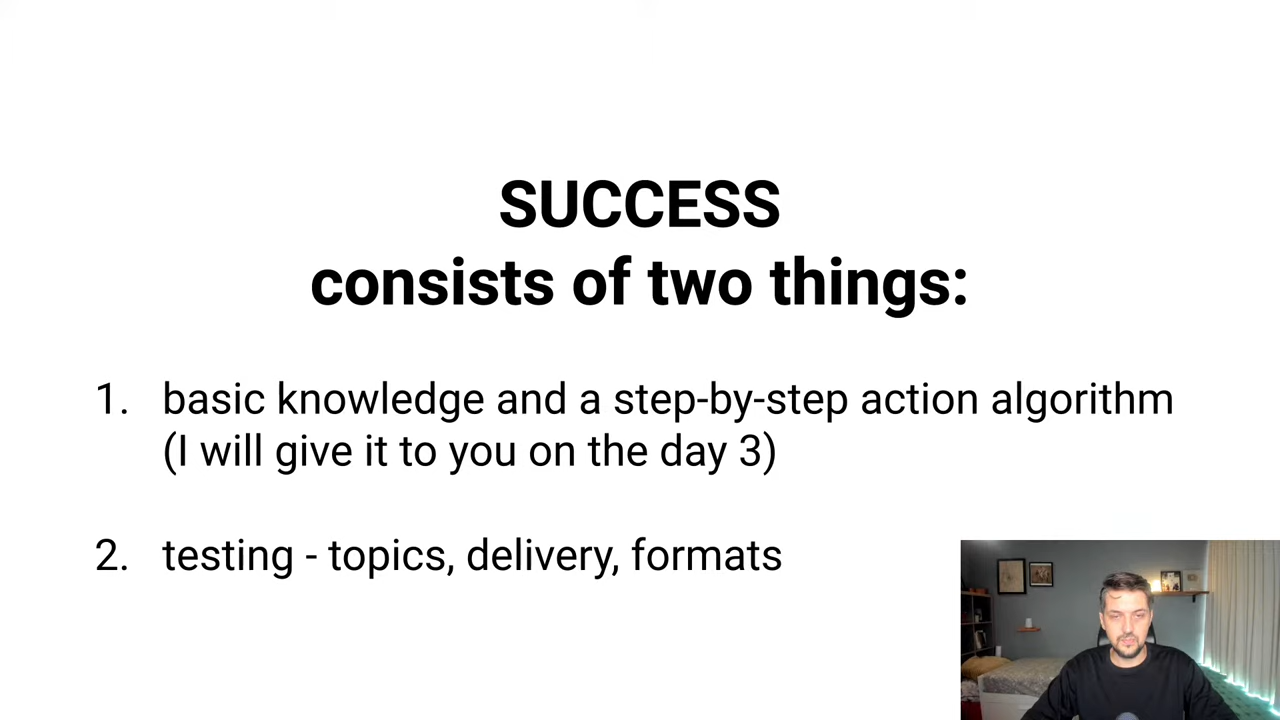 SUCCESS
consists of two things:
1. basic knowledge and a step-by-step action algorithm
(I will give it to you on the day 3)
2. testing - topics, delivery, formats